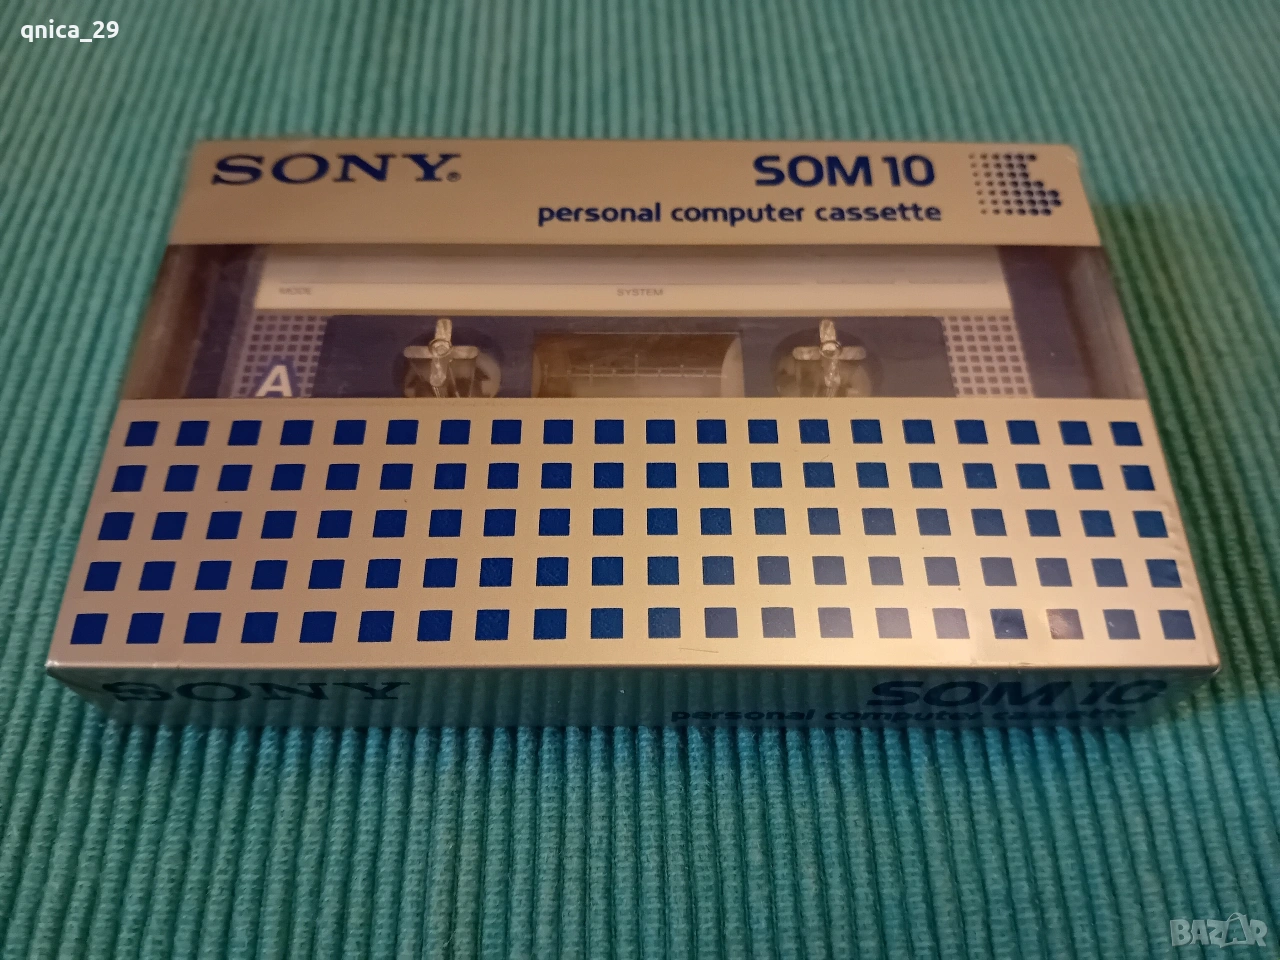 qnica_29
SONY®
SOM 10
personal computer cassette
MODE
SYSTEM
A
SONY
SOM 10
personal computer cassette
BAZAR